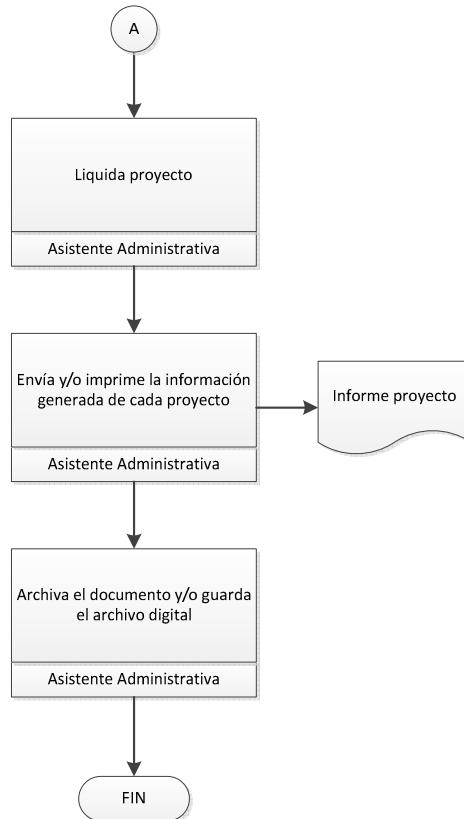 A
Liquida proyecto
Asistente Administrativa
Envía y/o imprime la información
generada de cada proyecto
Informe proyecto
Asistente Administrativa
Archiva el documento y/o guarda
el archivo digital
Asistente Administrativa
FIN